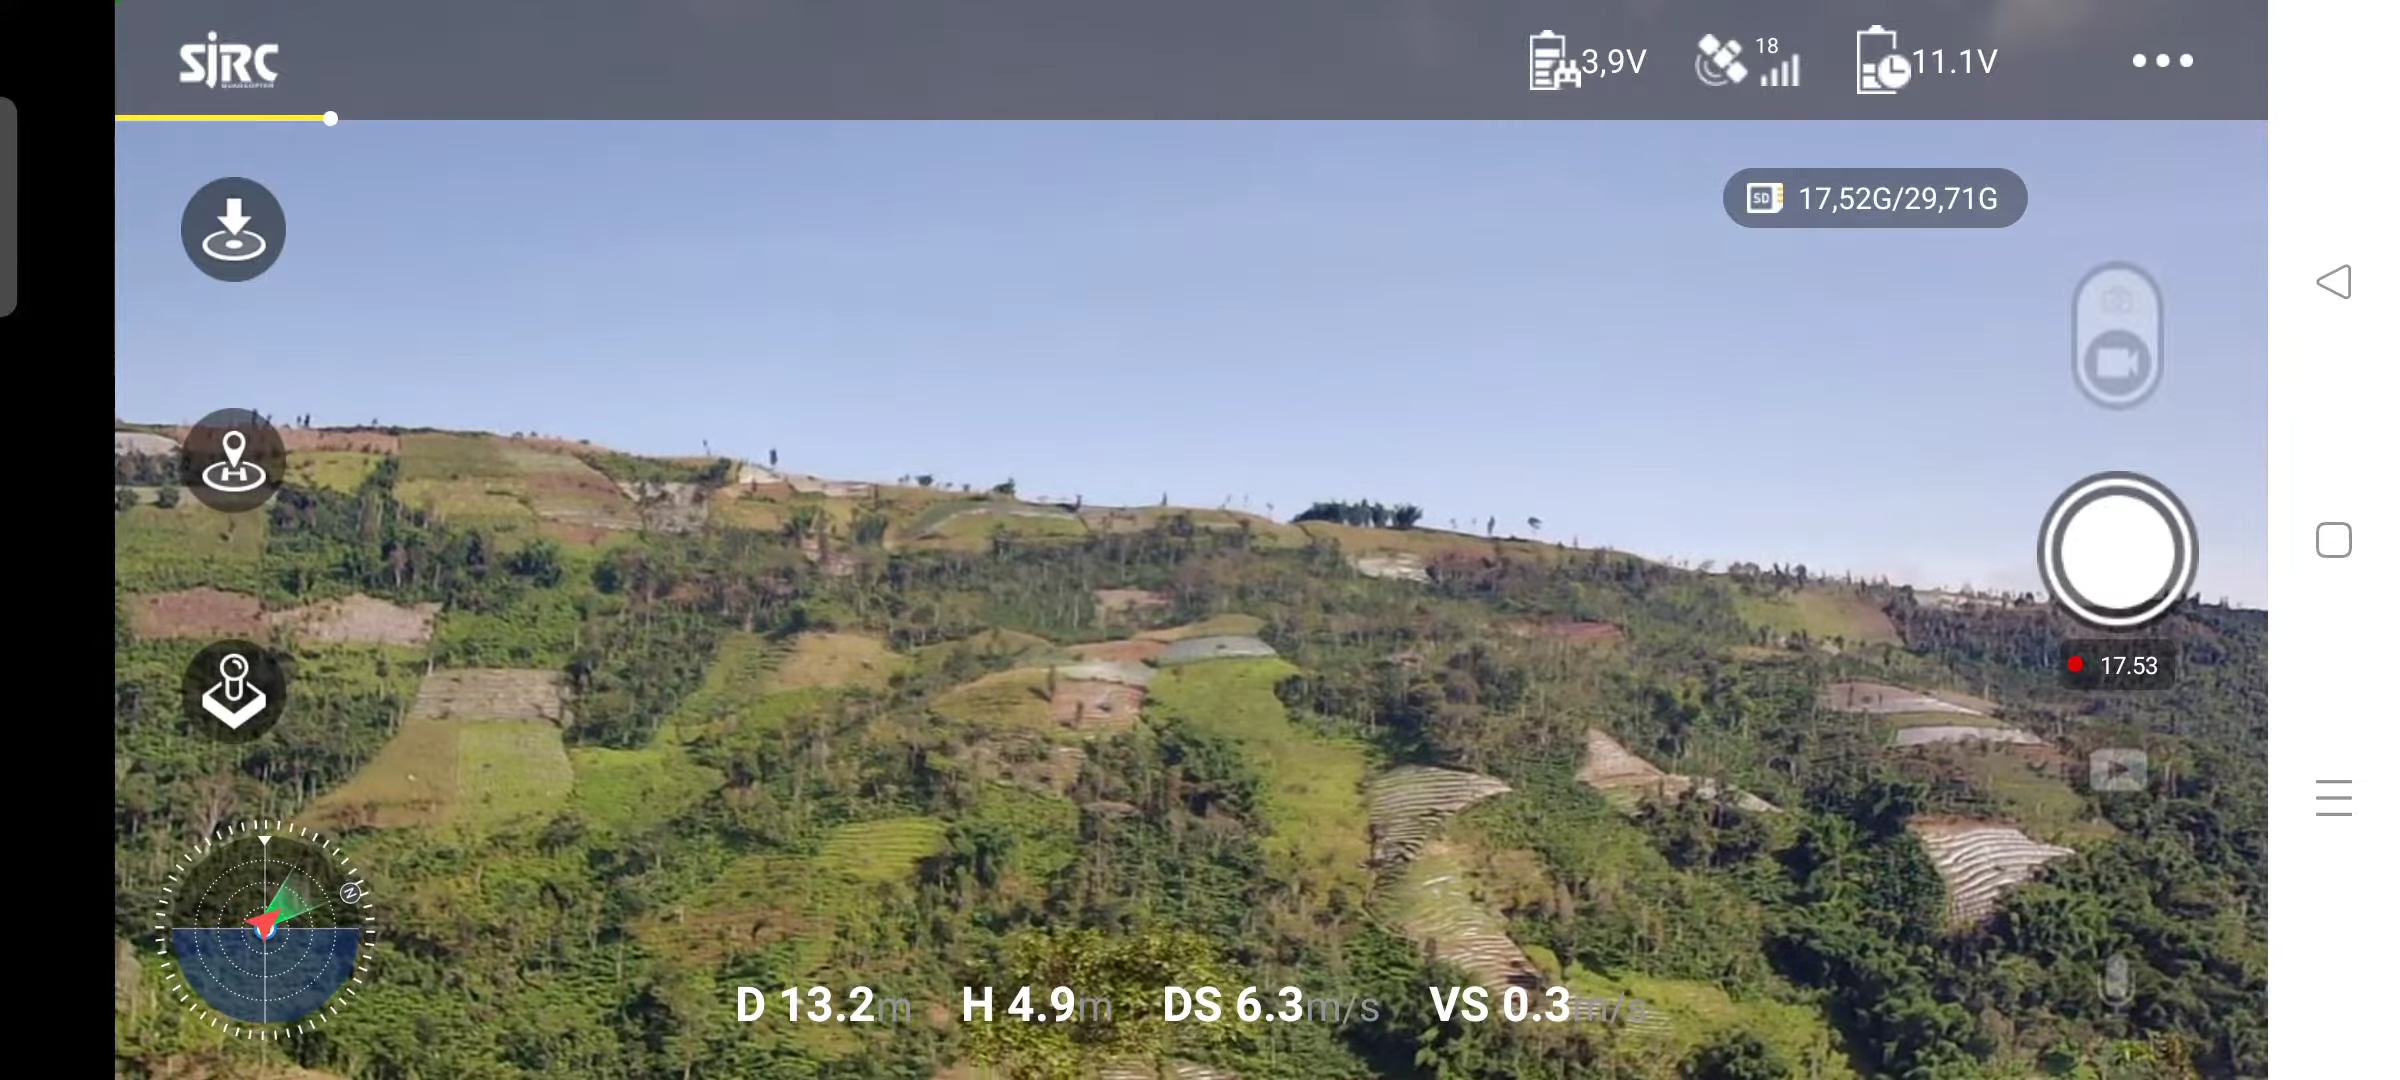 SJRC
3,9V
18
11.1V
SD 17,52G/29,71G
17.53
N
D 13.2m H 4.9m DS 6.3m/s VS 0.3m/s